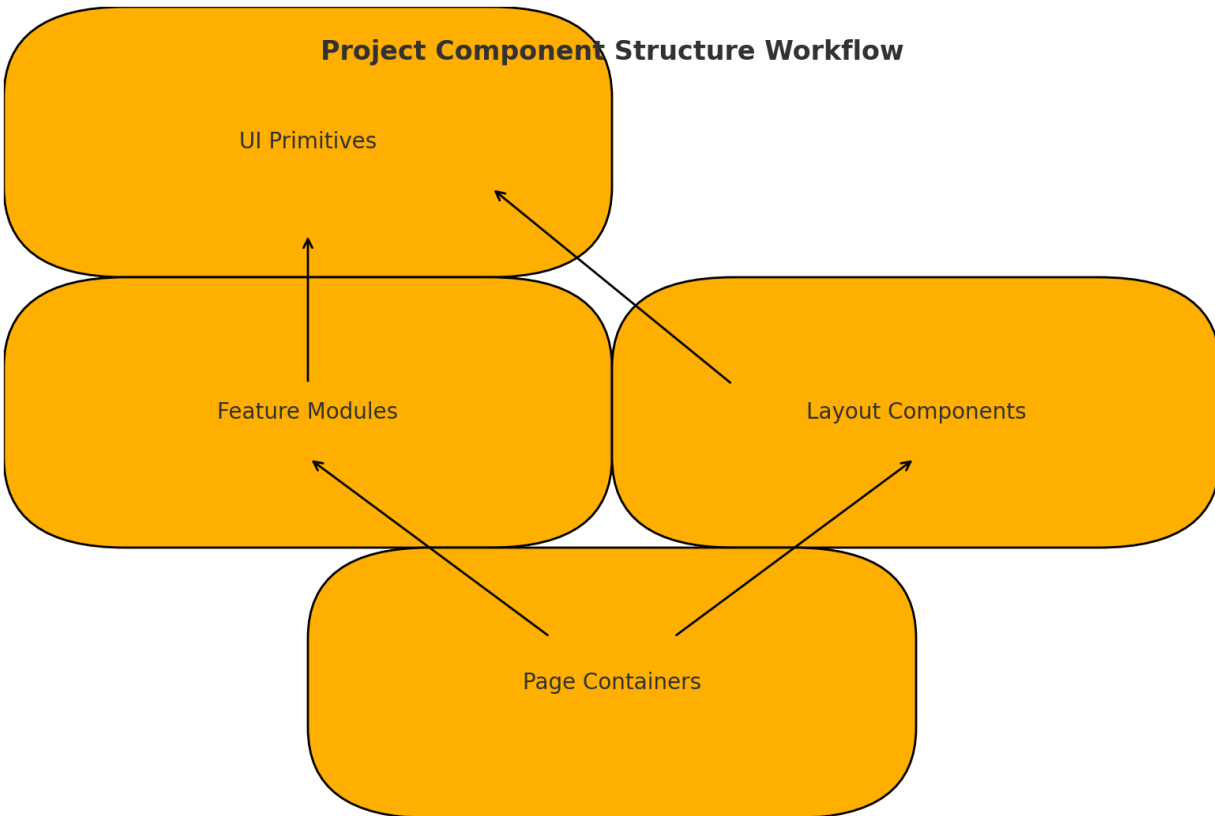 Project Component Structure Workflow
UI Primitives
Feature Modules
Layout Components
Page Containers